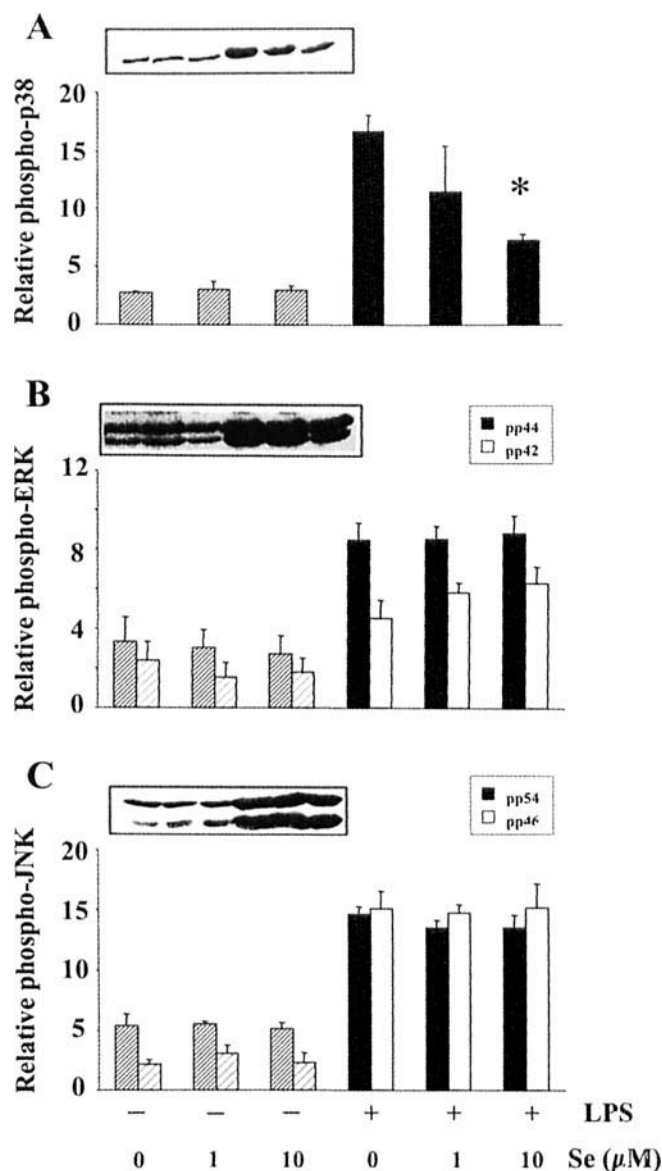 A
Relative phospho-p38
20
15
10
5
0
*
B
Relative phospho-ERK
12
8
4
0
pp44
pp42
C
Relative phospho-JNK
20
15
10
5
0
pp54
pp46
— — — + + + LPS
0 1 10 0 1 10 Se (μM)